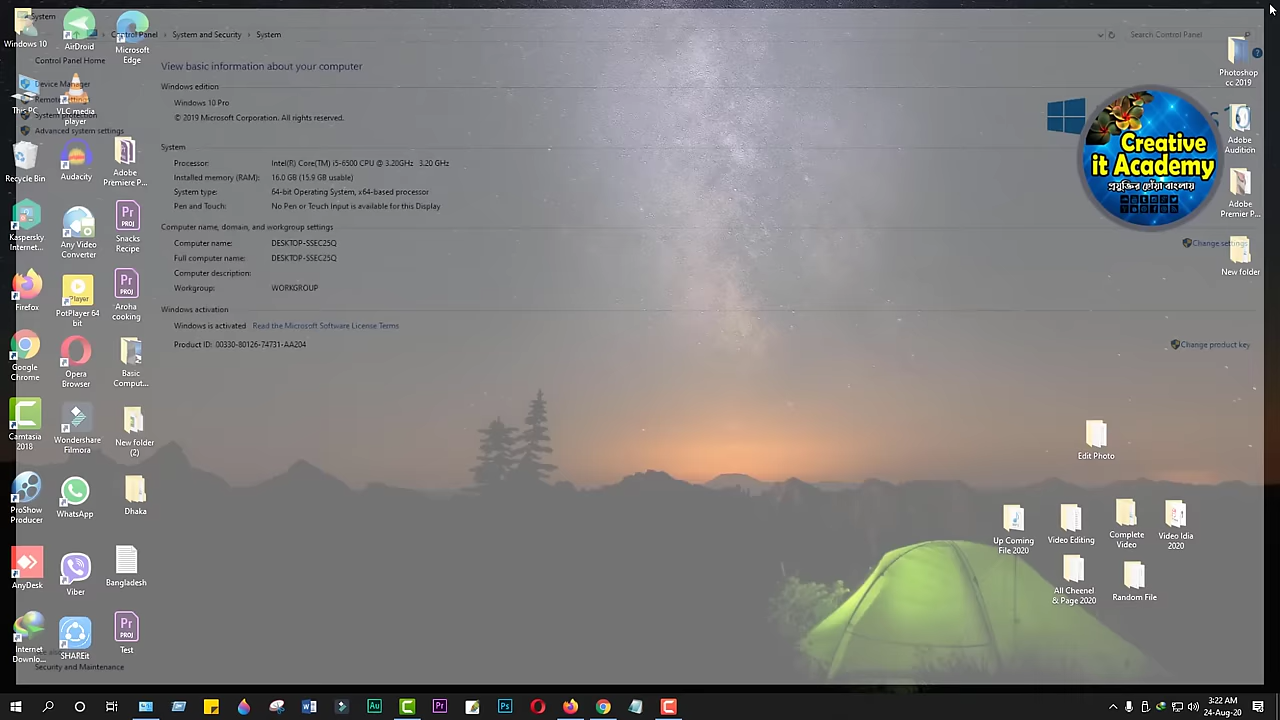 System
Control Panel
System and Security
System
Search Control Panel
Control Panel Home
Device Manager
Advanced system settings
View basic information about your computer
Windows edition
Windows 10 Pro
© 2019 Microsoft Corporation. All rights reserved.
System
Processor:
Intel(R) Core(TM) i5-6500 CPU @ 3.20GHz 3.20 GHz
Installed memory (RAM):
16.0 GB (15.9 GB usable)
System type:
64-bit Operating System, x64-based processor
Pen and Touch:
No Pen or Touch Input is available for this Display
Computer name, domain, and workgroup settings
Computer name:
DESKTOP-SSEC25Q
Change settings
Full computer name:
DESKTOP-SSEC25Q
Computer description:
Workgroup:
WORKGROUP
Windows activation
Windows is activated
Read the Microsoft Software License Terms
Product ID: 00330-80126-74731-AA204
Change product key
Security and Maintenance
Windows 10
AirDroid
Microsoft
Edge
This PC
VLC media
player
Recycle Bin
Audacity
Adobe
Premiere P...
Kaspersky
Internet...
Any Video
Converter
Snacks
Recipe
Firefox
Player
PotPlayer 64
bit
Aroha
cooking
Google
Chrome
Opera
Browser
Basic
Comput...
Camtasia
2018
Wondershare
Filmora
New folder
(2)
ProShow
Producer
WhatsApp
Dhaka
AnyDesk
Viber
Bangladesh
Internet
Downlo...
SHAREit
Test
Photoshop
cc 2019
Adobe
Audition
Adobe
Premier P...
New folder
Creative
it Academy
প্রযুক্তির ছোঁয়া বাংলায়
Edit Photo
Up Coming
File 2020
Video Editing
Complete
Video
Video Idia
2020
All Cheenel
& Page 2020
Random File
3:22 AM
24-Aug-20